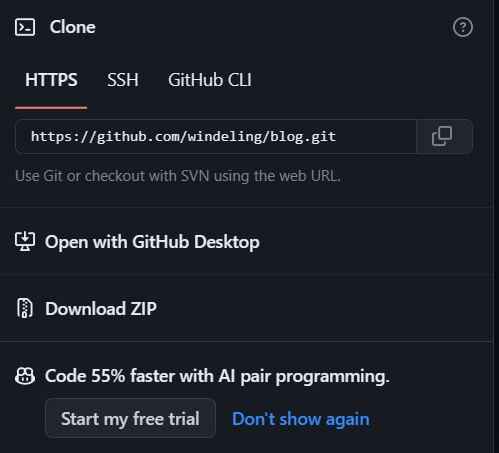 Clone
HTTPS SSH GitHub CLI
https://github.com/windeling/blog.git
Use Git or checkout with SVN using the web URL.
Open with GitHub Desktop
Download ZIP
Code 55% faster with AI pair programming.
Start my free trial Don't show again